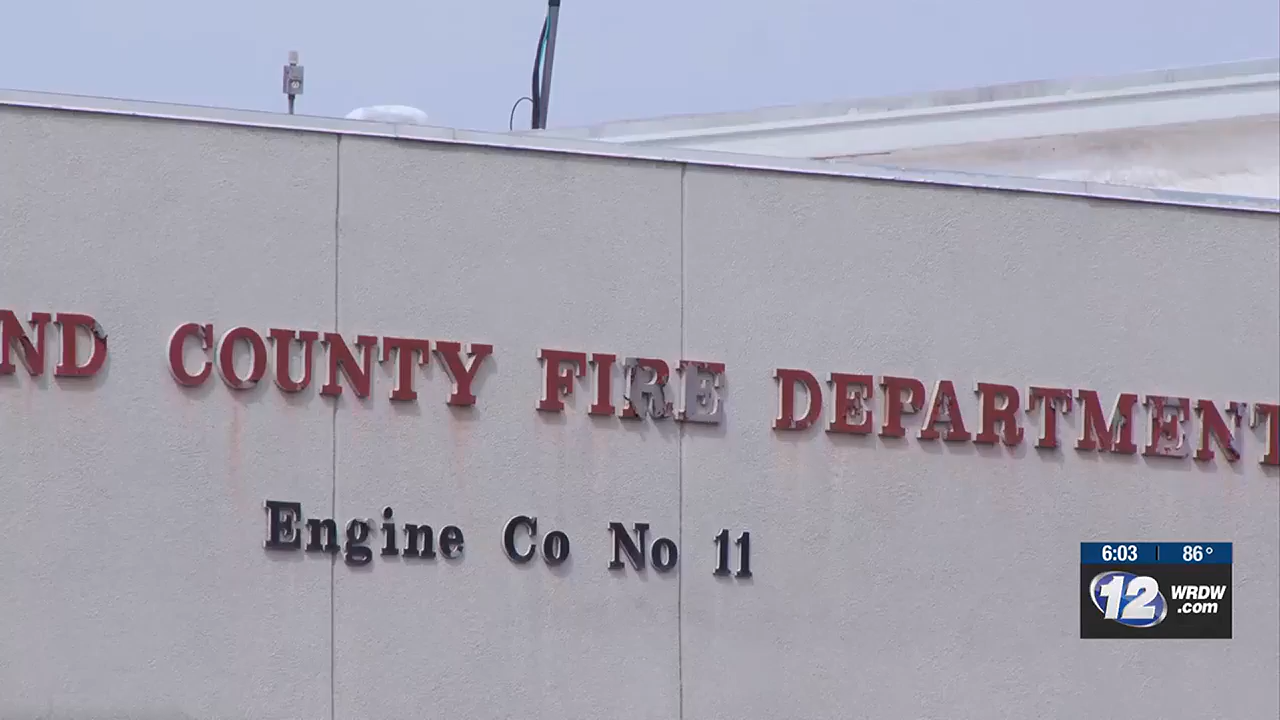 ND COUNTY FIRE DEPARTMENT
Engine Co No 11
6:03 | 86°
12 WRDW
.com